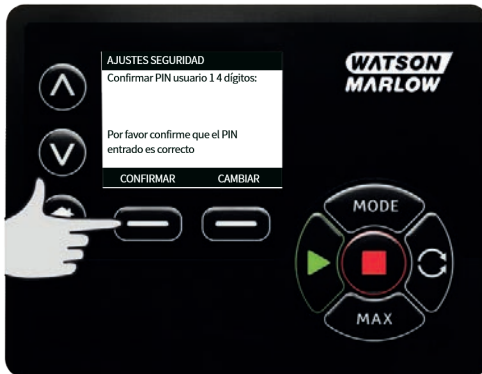 AJUSTES SEGURIDAD
Confirmar PIN usuario 1 4 dígitos:
Por favor confirme que el PIN
entrado es correcto
CONFIRMAR CAMBIAR
WATSON
MARLOW
MODE
MAX